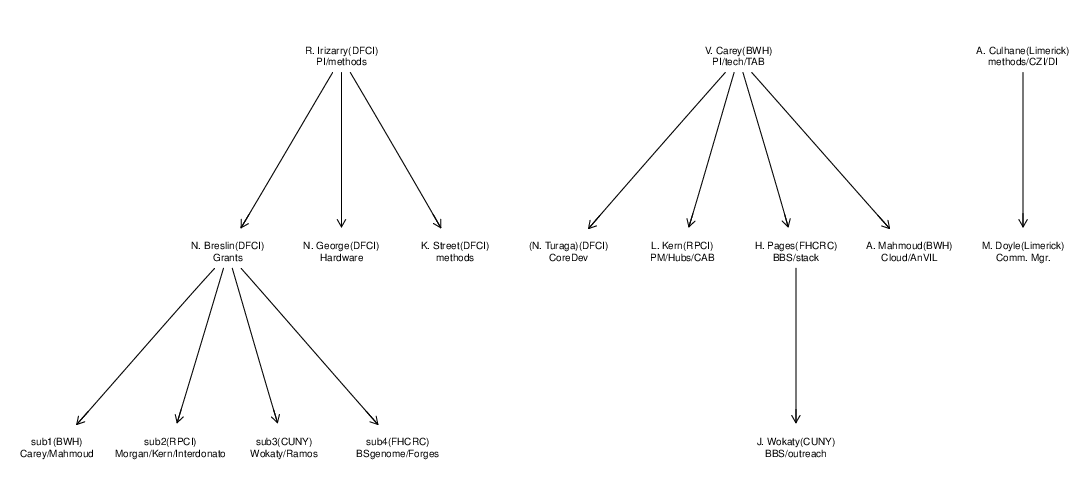 R. Irizarry(DFCI)
PI/methods
V. Carey(BWH)
PI/tech/TAB
A. Culhane(Limerick)
methods/CZI/DI
N. Breslin(DFCI)
Grants
N. George(DFCI)
Hardware
K. Street(DFCI)
methods
(N. Turaga)(DFCI)
CoreDev
L. Kern(RPCI)
PM/Hubs/CAB
H. Pages(FHCRC)
BBS/stack
A. Mahmoud(BWH)
Cloud/AnVIL
M. Doyle(Limerick)
Comm. Mgr.
sub1(BWH)
Carey/Mahmoud
sub2(RPCI)
Morgan/Kern/Interdonato
sub3(CUNY)
Wokaty/Ramos
sub4(FHCRC)
BSgenome/Forges
J. Wokaty(CUNY)
BBS/outreach